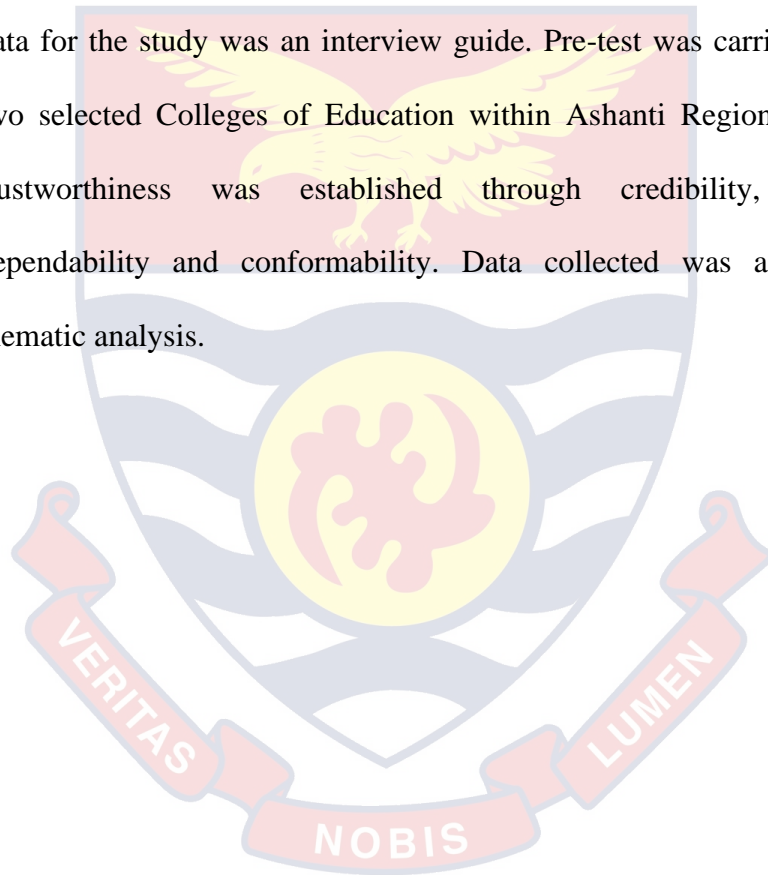 ata for the study was an interview guide. Pre-test was carri
vo selected Colleges of Education within Ashanti Region
ustworthiness was established through credibility,
ependability and conformability. Data collected was a
ematic analysis.
VERITAS
NOBIS
LUMEN